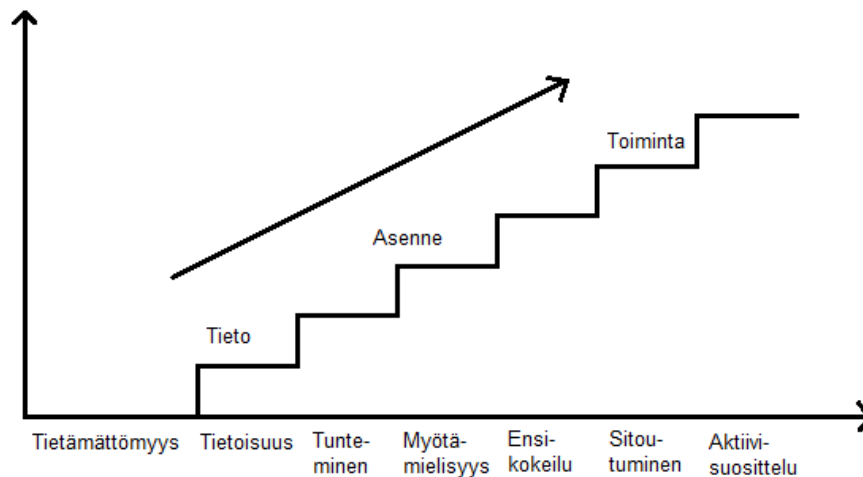 Toiminta
Asenne
Tieto
Tietämättömyys
Tietoisuus
Tunte-
minen
Myötä-
mielisyys
Ensi-
kokeilu
Sitou-
tuminen
Aktiivi-
suosittelu